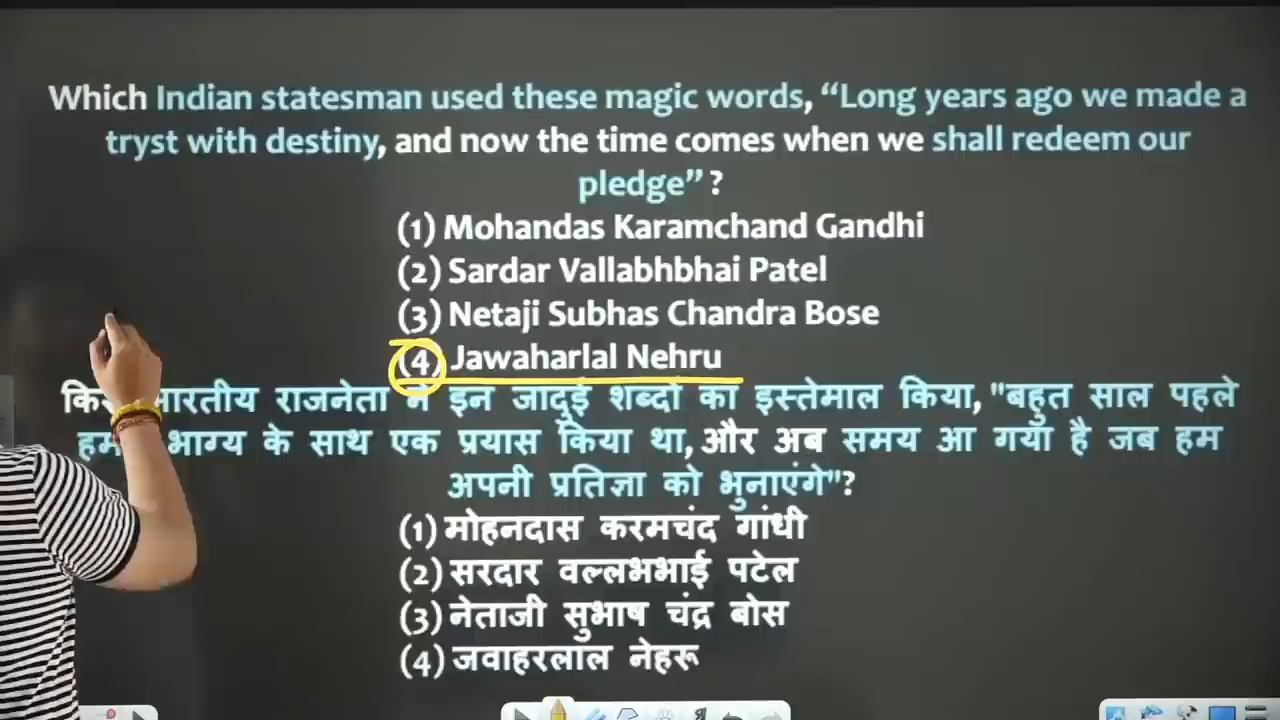 Which Indian statesman used these magic words, “Long years ago we made a
tryst with destiny, and now the time comes when we shall redeem our
pledge” ?
(1) Mohandas Karamchand Gandhi
(2) Sardar Vallabhbhai Patel
(3) Netaji Subhas Chandra Bose
(4) Jawaharlal Nehru
राजनेता ने इन जादुई शब्दों का इस्तेमाल किया, "बहुत साल पहले
भाग्य के साथ एक प्रयास किया था, और अब समय आ गया है जब हम
अपनी प्रतिज्ञा को भुनाएंगे"?
(1) मोहनदास करमचंद गांधी
(2) सरदार वल्लभभाई पटेल
(3) नेताजी सुभाष चंद्र बोस
(4) जवाहरलाल नेहरू